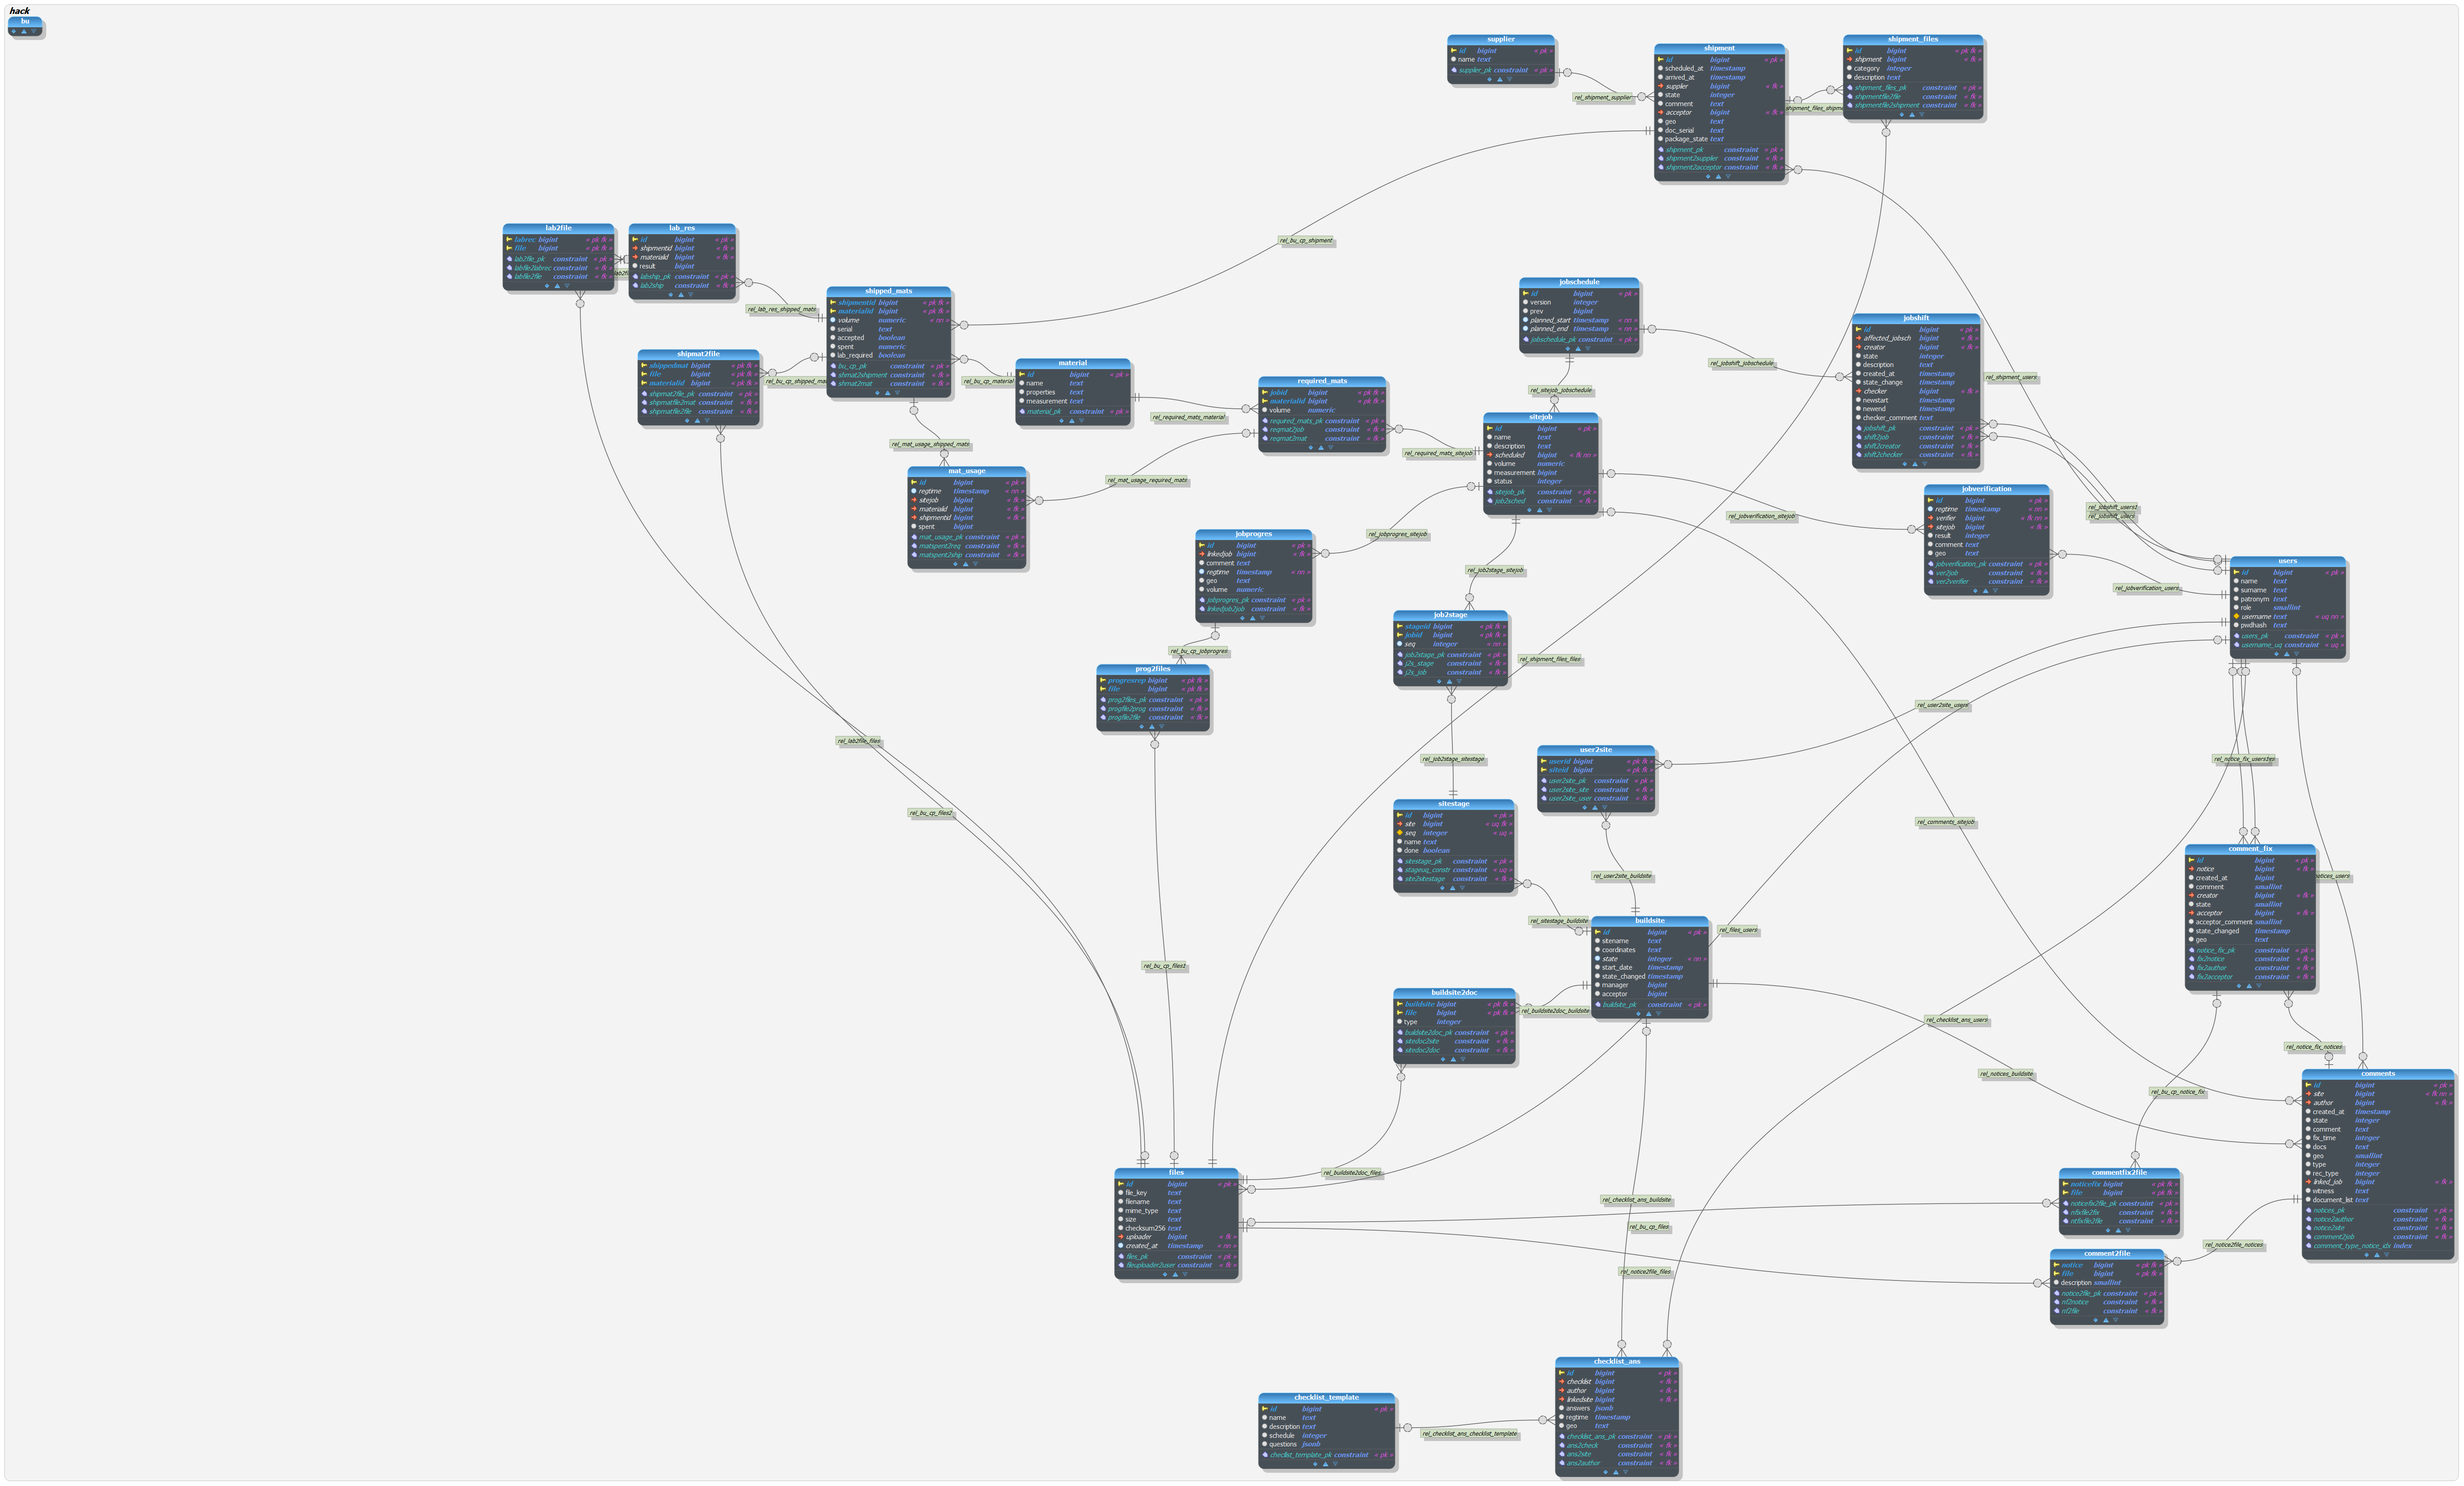 hack
bu
supplier
id bigint « pk »
name text
supplier_pk constraint « pk »
rel_shipment_supplier
shipment
id bigint « pk »
scheduled_at timestamp
arrived_at timestamp
supplier bigint « fk »
state integer
comment text
acceptor bigint « fk »
geo text
doc_serial text
package_state text
shipment_pk constraint « pk »
shipment2supplier constraint « fk »
shipment2acceptor constraint « fk »
shipment_files
id bigint « pk fk »
shipment bigint « fk »
category integer
description text
shipment_files_pk constraint « pk »
shipmentfile2file constraint « fk »
shipmentfile2shipment constraint « fk »
rel_bu_cp_shipment
lab2file
labrec bigint « pk fk »
file bigint « pk fk »
lab2file_pk constraint « pk »
labfile2labrec constraint « fk »
labfile2file constraint « fk »
lab_res
id bigint « pk »
shipmentid bigint « fk »
materialid bigint « fk »
result bigint
labship_pk constraint « pk »
lab2ship constraint « fk »
rel_lab_res_shipped_mats
shipped_mats
shipmentid bigint « pk fk »
materialid bigint « pk fk »
volume numeric « nn »
serial text
accepted boolean
spent numeric
lab_required boolean
bu_cp_pk constraint « pk »
shmat2shipment constraint « fk »
shmat2mat constraint « fk »
shipmat2file
shippedmat bigint « pk fk »
file bigint « pk fk »
materialid bigint « pk fk »
shipmat2file_pk constraint « pk »
shipmatfile2mat constraint « fk »
shipmatfile2file constraint « fk »
rel_bu_cp_material
material
id bigint « pk »
name text
properties text
measurement text
material_pk constraint « pk »
rel_required_mats_material
required_mats
jobid bigint « pk fk »
materialid bigint « pk fk »
volume numeric
required_mats_pk constraint « pk »
reqmat2job constraint « fk »
reqmat2mat constraint « fk »
rel_required_mats_sitejob
jobschedule
id bigint « pk »
version integer
prev bigint
planned_start timestamp « nn »
planned_end timestamp « nn »
jobschedule_pk constraint « pk »
rel_jobshift_jobschedule
rel_sitejob_jobschedule
jobshift
id bigint « pk »
affected_jobsch bigint « fk »
creator bigint « fk »
state integer
description text
created_at timestamp
state_change timestamp
checker bigint « fk »
newstart timestamp
newend timestamp
checker_comment text
jobshift_pk constraint « pk »
shift2job constraint « fk »
shift2creator constraint « fk »
shift2checker constraint « fk »
rel_shipment_users
sitejob
id bigint « pk »
name text
description text
scheduled bigint « fk nn »
volume numeric
measurement bigint
status integer
sitejob_pk constraint « pk »
job2sched constraint « fk »
rel_mat_usage_shipped_mats
rel_mat_usage_required_mats
mat_usage
id bigint « pk »
regtime timestamp « nn »
sitejob bigint « fk »
materialid bigint « fk »
shipmentid bigint « fk »
spent bigint
mat_usage_pk constraint « pk »
matspent2req constraint « fk »
matspent2ship constraint « fk »
rel_jobverification_sitejob
jobverification
id bigint « pk »
regtime timestamp « nn »
verifier bigint « fk nn »
sitejob bigint « fk »
result integer
comment text
geo text
jobverification_pk constraint « pk »
ver2job constraint « fk »
ver2verifier constraint « fk »
rel_jobshift_users1
rel_jobshift_users
rel_jobverification_users
jobprogres
id bigint « pk »
linkedjob bigint « fk »
comment text
regtime timestamp « nn »
geo text
volume numeric
jobprogres_pk constraint « pk »
linkedjob2job constraint « fk »
rel_jobprogres_sitejob
rel_job2stage_sitejob
users
id bigint « pk »
name text
surname text
patronym text
role smallint
username text « uq nn »
pwdhash text
users_pk constraint « pk »
username_uq constraint « uq »
job2stage
stageid bigint « pk fk »
jobid bigint « pk fk »
seq integer « nn »
job2stage_pk constraint « pk »
j2s_stage constraint « fk »
j2s_job constraint « fk »
rel_bu_cp_jobprogres
rel_shipment_files_files
prog2files
progresrep bigint « pk fk »
file bigint « pk fk »
prog2files_pk constraint « pk »
progfile2prog constraint « fk »
progfile2file constraint « fk »
rel_user2site_users
rel_lab2file_files
rel_job2stage_sitestage
user2site
userid bigint « pk fk »
siteid bigint « pk fk »
user2site_pk constraint « pk »
user2site_site constraint « fk »
user2site_user constraint « fk »
rel_bu_cp_files2
sitestage
id bigint « pk »
site bigint « uq fk »
seq integer « uq »
name text
done boolean
sitestage_pk constraint « pk »
stageuq_constr constraint « uq »
site2sitestage constraint « fk »
rel_comments_sitejob
rel_user2site_buildsite
comment_fix
id bigint « pk »
notice bigint « fk »
created_at bigint
comment smallint
creator bigint « fk »
state smallint
acceptor bigint « fk »
acceptor_comment smallint
state_changed timestamp
geo text
notice_fix_pk constraint « pk »
fix2notice constraint « fk »
fix2author constraint « fk »
fix2acceptor constraint « fk »
rel_sitestage_buildsite
buildsite
id bigint « pk »
sitename text
coordinates text
state integer « nn »
start_date timestamp
state_changed timestamp
manager bigint
acceptor bigint
buildsite_pk constraint « pk »
rel_files_users
rel_bu_cp_files1
buildsite2doc
buildsite bigint « pk fk »
file bigint « pk fk »
type integer
buildsite2doc_pk constraint « pk »
sitedoc2site constraint « fk »
sitedoc2doc constraint « fk »
rel_buildsite2doc_buildsite
rel_checklist_ans_users
rel_notice_fix_notices
rel_notices_buildsite
rel_bu_cp_notice_fix
comments
id bigint « pk »
site bigint « fk nn »
author bigint « fk »
created_at timestamp
state integer
comment text
fix_time integer
docs text
geo smallint
type integer
rec_type integer
linked_job bigint « fk »
witness text
document_list text
notices_pk constraint « pk »
notice2author constraint « fk »
notice2site constraint « fk »
comment2job constraint « fk »
comment_type_notice_idx index
files
id bigint « pk »
file_key text
filename text
mime_type text
size text
checksum256 text
uploader bigint « fk »
created_at timestamp « nn »
files_pk constraint « pk »
fileuploader2user constraint « fk »
rel_buildsite2doc_files
rel_checklist_ans_buildsite
rel_bu_cp_files
rel_notice2file_files
commentfix2file
noticefix bigint « pk fk »
file bigint « pk fk »
noticefix2file_pk constraint « pk »
nfixfile2fix constraint « fk »
ntfixfile2file constraint « fk »
rel_notice2file_notices
comment2file
notice bigint « pk fk »
file bigint « pk fk »
description smallint
notice2file_pk constraint « pk »
nf2notice constraint « fk »
nf2file constraint « fk »
checklist_template
id bigint « pk »
name text
description text
schedule integer
questions jsonb
checklist_template_pk constraint « pk »
rel_checklist_ans_checklist_template
checklist_ans
id bigint « pk »
checklist bigint « fk »
author bigint « fk »
linkedsite bigint « fk »
answers jsonb
regtime timestamp
geo text
checklist_ans_pk constraint « pk »
ans2check constraint « fk »
ans2site constraint « fk »
ans2author constraint « fk »